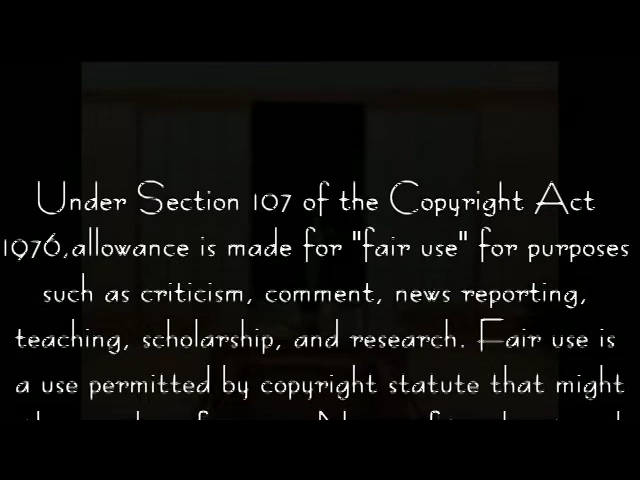 Under Section 107 of the Copyright Act
1976,allowance is made for "fair use" for purposes
such as criticism, comment, news reporting,
teaching, scholarship, and research. Fair use is
a use permitted by copyright statute that might